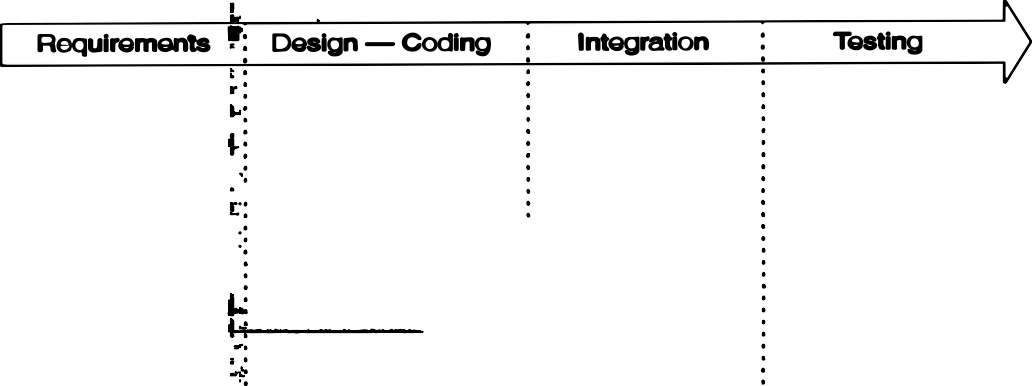 Requirements Design — Coding Integration Testing